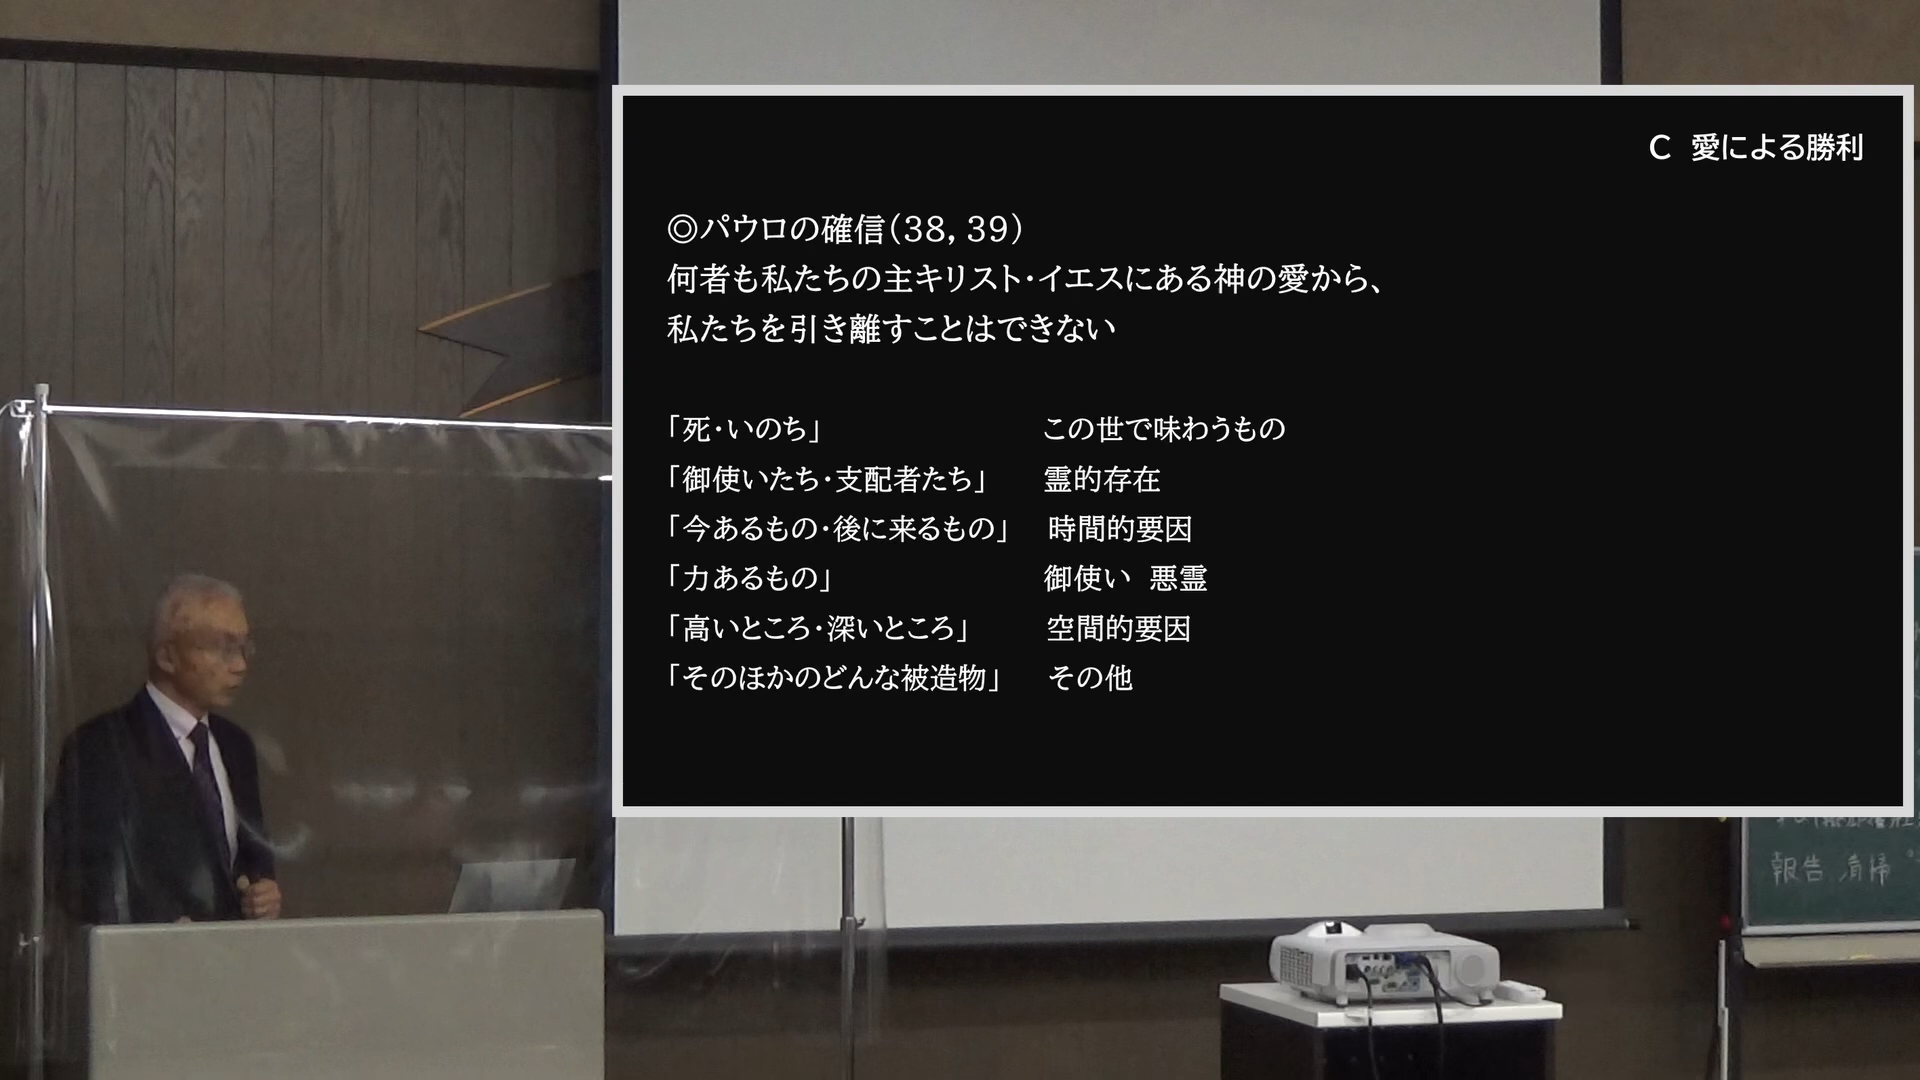 C 愛による勝利
◎パウロの確信(38, 39)
何者も私たちの主キリスト・イエスにある神の愛から、
私たちを引き離すことはできない
「死・いのち」 この世で味わうもの
「御使いたち・支配者たち」 霊的存在
「今あるもの・後に来るもの」 時間的要因
「力あるもの」 御使い 悪霊
「高いところ・深いところ」 空間的要因
「そのほかのどんな被造物」 その他
報告